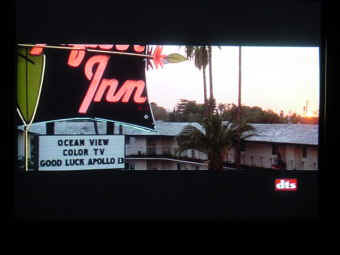 Inn
OCEAN VIEW
COLOR TV
GOOD LUCK APOLLO 13
dts